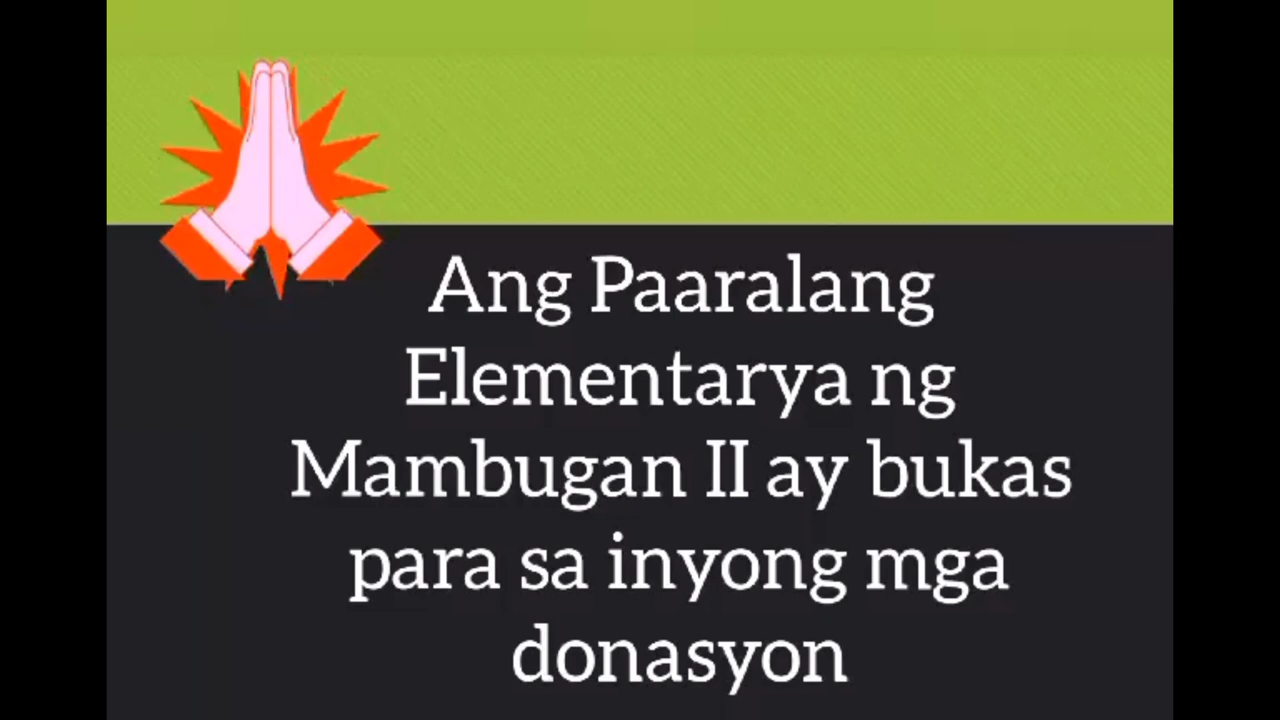 Ang Paaralang
Elementarya ng
Mambugan II ay bukas
para sa inyong mga
donasyon